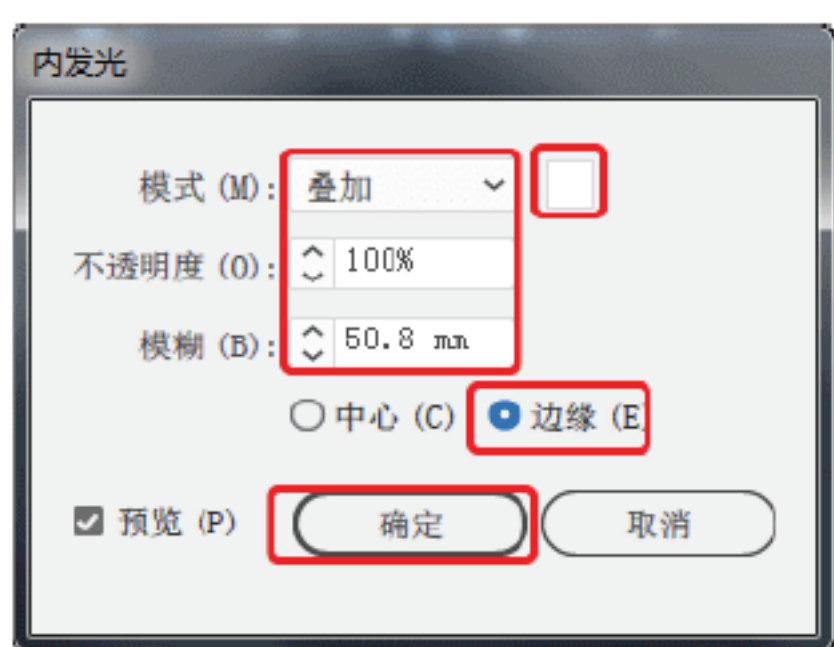 内发光
模式 (M): 叠加
不透明度 (O): 100%
模糊 (B): 50.8 mm
中心 (C) 边缘 (E)
预览 (P) 确定 取消